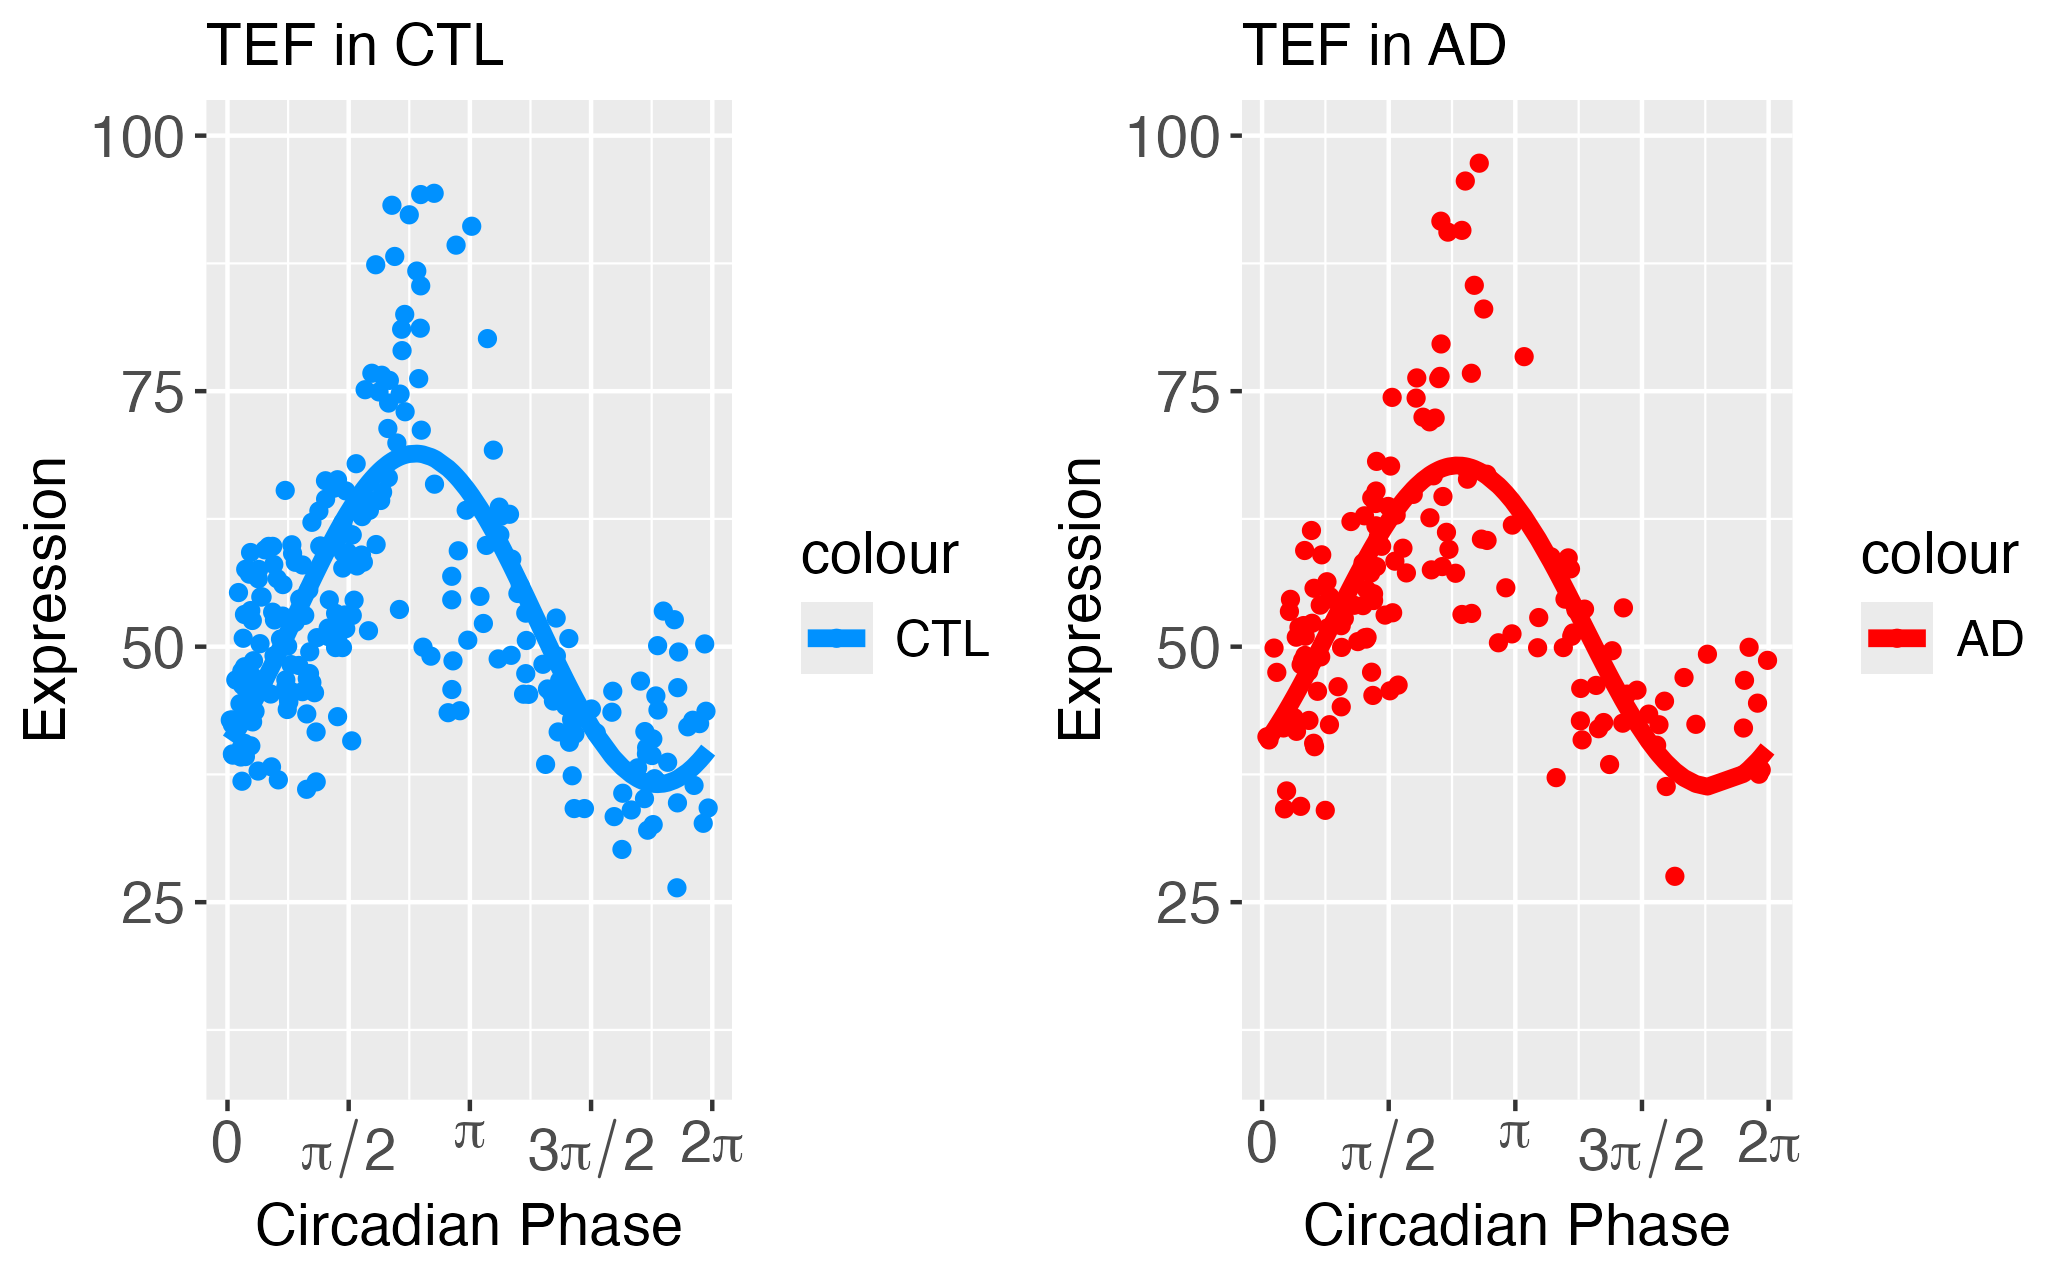 TEF in CTL
100
75
50
25
Expression
0 π/2 π 3π/2 2π
Circadian Phase
colour
CTL
TEF in AD
100
75
50
25
Expression
0 π/2 π 3π/2 2π
Circadian Phase
colour
AD